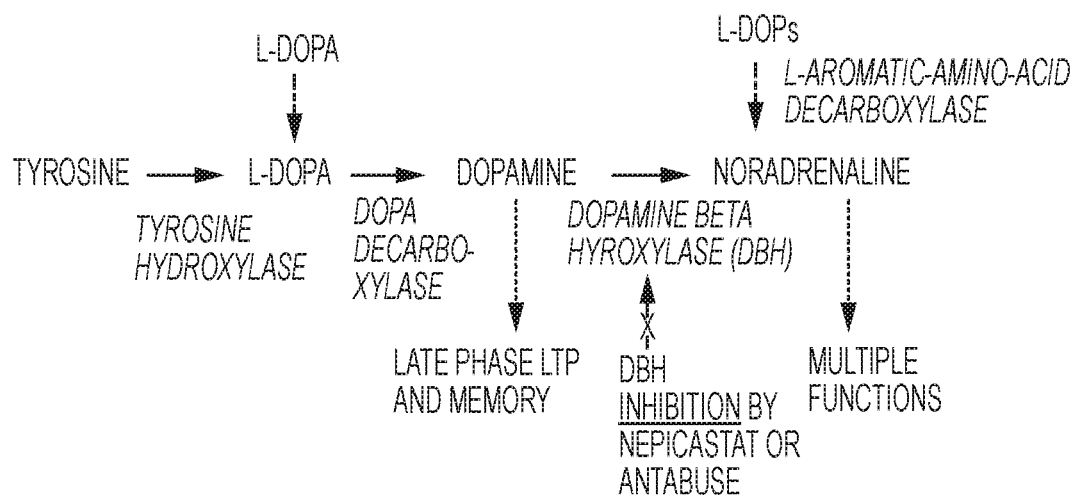 L-DOPA
L-DOPs
L-AROMATIC-AMINO-ACID
DECARBOXYLASE
TYROSINE
L-DOPA
DOPAMINE
NORADRENALINE
TYROSINE
HYDROXYLASE
DOPA
DECARBO-
XYLASE
DOPAMINE BETA
HYROXYLASE (DBH)
LATE PHASE LTP
AND MEMORY
DBH
INHIBITION BY
NEPICASTAT OR
ANTABUSE
MULTIPLE
FUNCTIONS